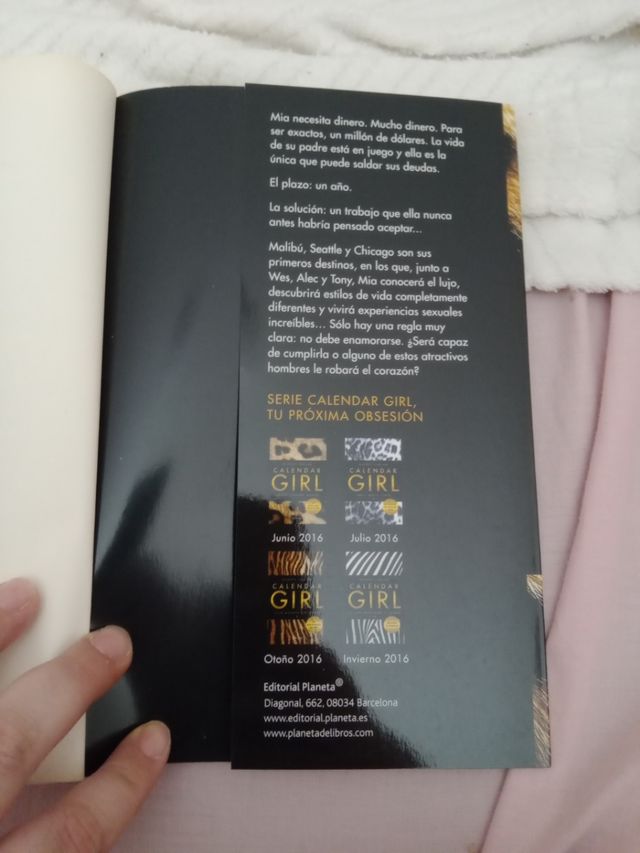 Mia necesita dinero. Mucho dinero. Para
ser exactos, un millón de dólares. La vida
de su padre está en juego y ella es la
única que puede saldar sus deudas.
El plazo: un año.
La solución: un trabajo que ella nunca
antes habría pensado aceptar...
Malibú, Seattle y Chicago son sus
primeros destinos, en los que, junto a
Wes, Alec y Tony, Mia conocerá el lujo,
descubrirá estilos de vida completamente
diferentes y vivirá experiencias sexuales
increíbles... Sólo hay una regla muy
clara: no debe enamorarse. ¿Será capaz
de cumplirla o alguno de estos atractivos
hombres le robará el corazón?
SERIE CALENDAR GIRL,
TU PRÓXIMA OBSESIÓN
CALENDAR
GIRL
Junio 2016
CALENDAR
GIRL
Julio 2016
CALENDAR
GIRL
Otoño 2016
CALENDAR
GIRL
Invierno 2016
Editorial Planeta®
Diagonal, 662, 08034 Barcelona
www.editorial.planeta.es
www.planetadelibros.com